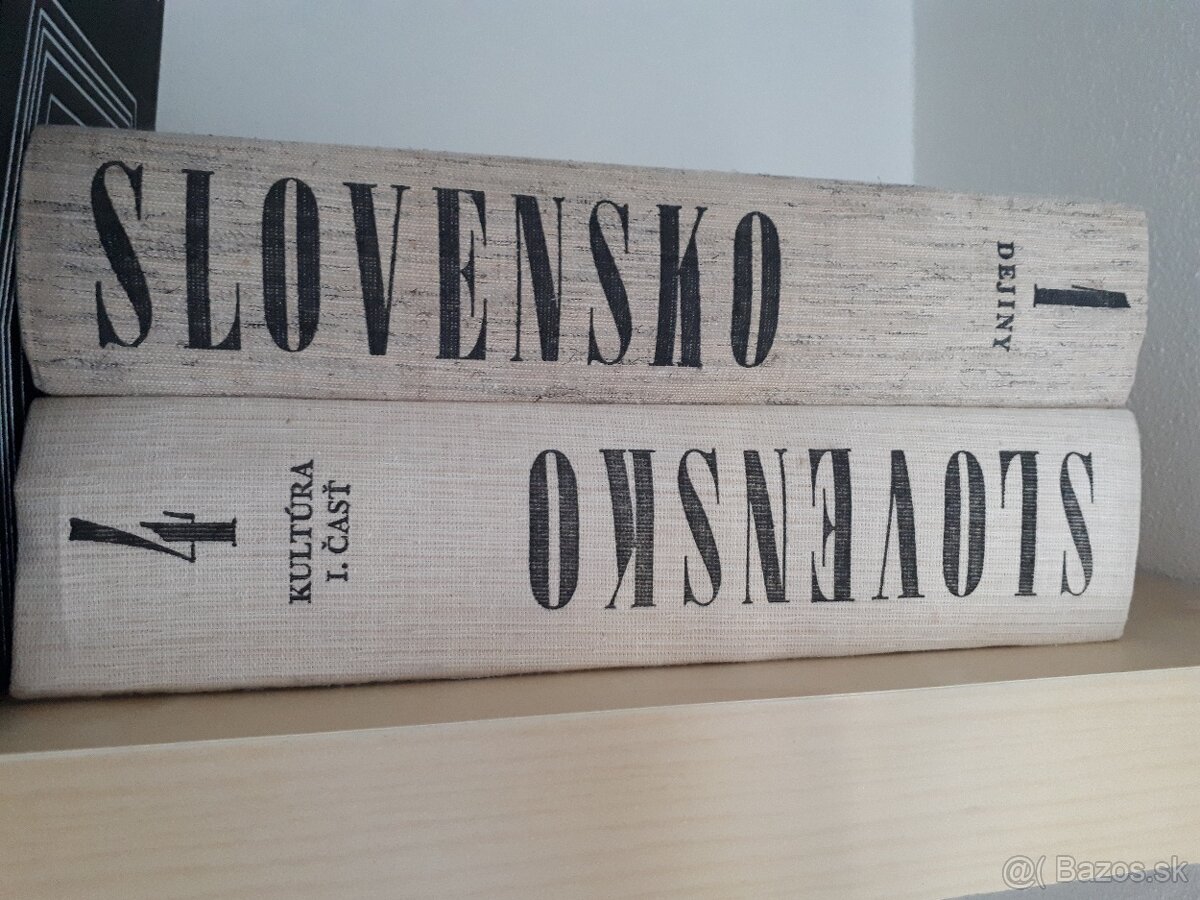 SLOVENSKO
DEJINY
1
SLOVENSKO
KULTÚRA
I. ČASŤ
4
@( Bazos.sk